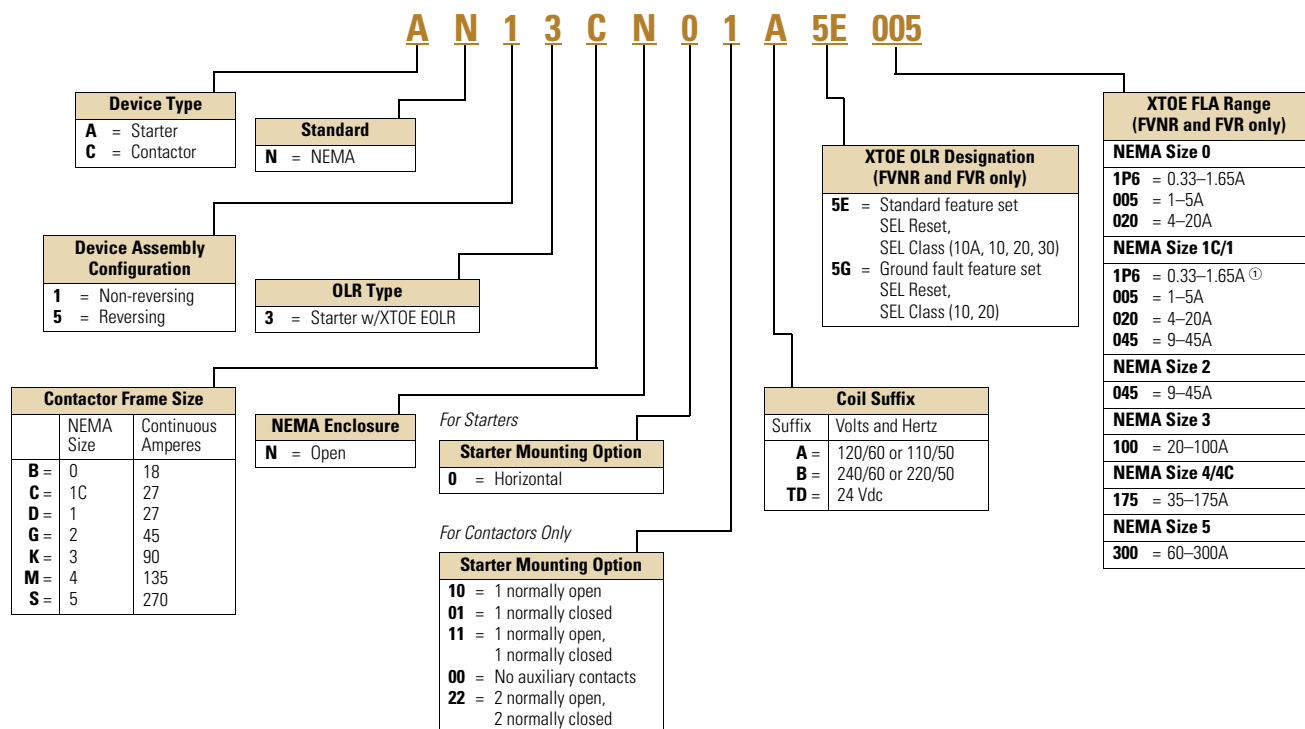 A N 1 3 C N 0 1 A 5E 005
Device Type
A = Starter
C = Contactor
Standard
N = NEMA
Device Assembly
Configuration
1 = Non-reversing
5 = Reversing
OLR Type
3 = Starter w/XTOE EOLR
Contactor Frame Size
NEMA Size Continuous Amperes
B = 0 18
C = 1C 27
D = 1 27
G = 2 45
K = 3 90
M = 4 135
S = 5 270
NEMA Enclosure
N = Open
For Starters
Starter Mounting Option
0 = Horizontal
For Contactors Only
Starter Mounting Option
10 = 1 normally open
01 = 1 normally closed
11 = 1 normally open,
1 normally closed
00 = No auxiliary contacts
22 = 2 normally open,
2 normally closed
Coil Suffix
Suffix Volts and Hertz
A = 120/60 or 110/50
B = 240/60 or 220/50
TD = 24 Vdc
XTOE OLR Designation
(FVNR and FVR only)
5E = Standard feature set
SEL Reset,
SEL Class (10A, 10, 20, 30)
5G = Ground fault feature set
SEL Reset,
SEL Class (10, 20)
XTOE FLA Range
(FVNR and FVR only)
NEMA Size 0
1P6 = 0.33–1.65A
005 = 1–5A
020 = 4–20A
NEMA Size 1C/1
1P6 = 0.33–1.65A ①
005 = 1–5A
020 = 4–20A
045 = 9–45A
NEMA Size 2
045 = 9–45A
NEMA Size 3
100 = 20–100A
NEMA Size 4/4C
175 = 35–175A
NEMA Size 5
300 = 60–300A